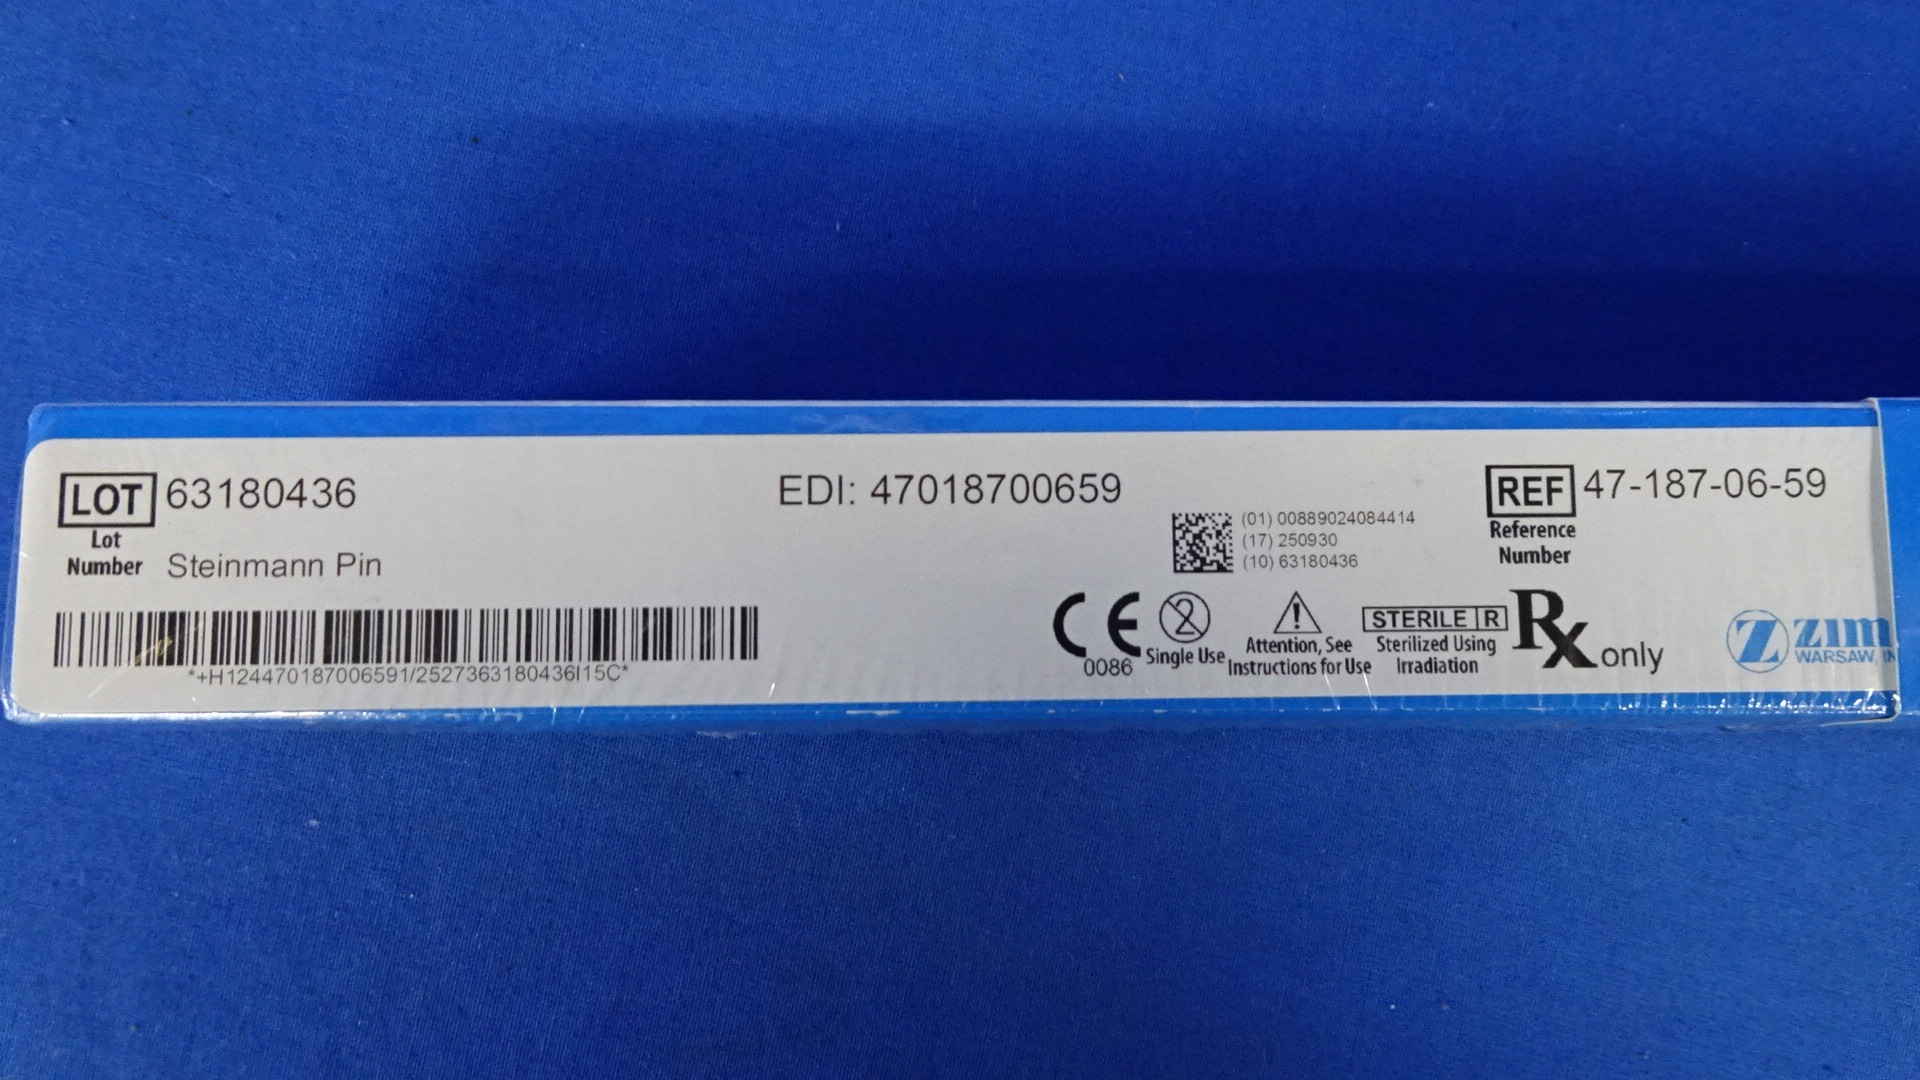 LOT 63180436
Lot
Number
Steinmann Pin
*+H124470187006591/2527363180436I15C*
EDI: 47018700659
(01) 00889024084414
(17) 250930
(10) 63180436
REF 47-187-06-59
Reference
Number
CE
0086
2
Single Use
Attention, See
Instructions for Use
STERILE R
Sterilized Using
Irradiation
Rx only
Z
WARSAW,